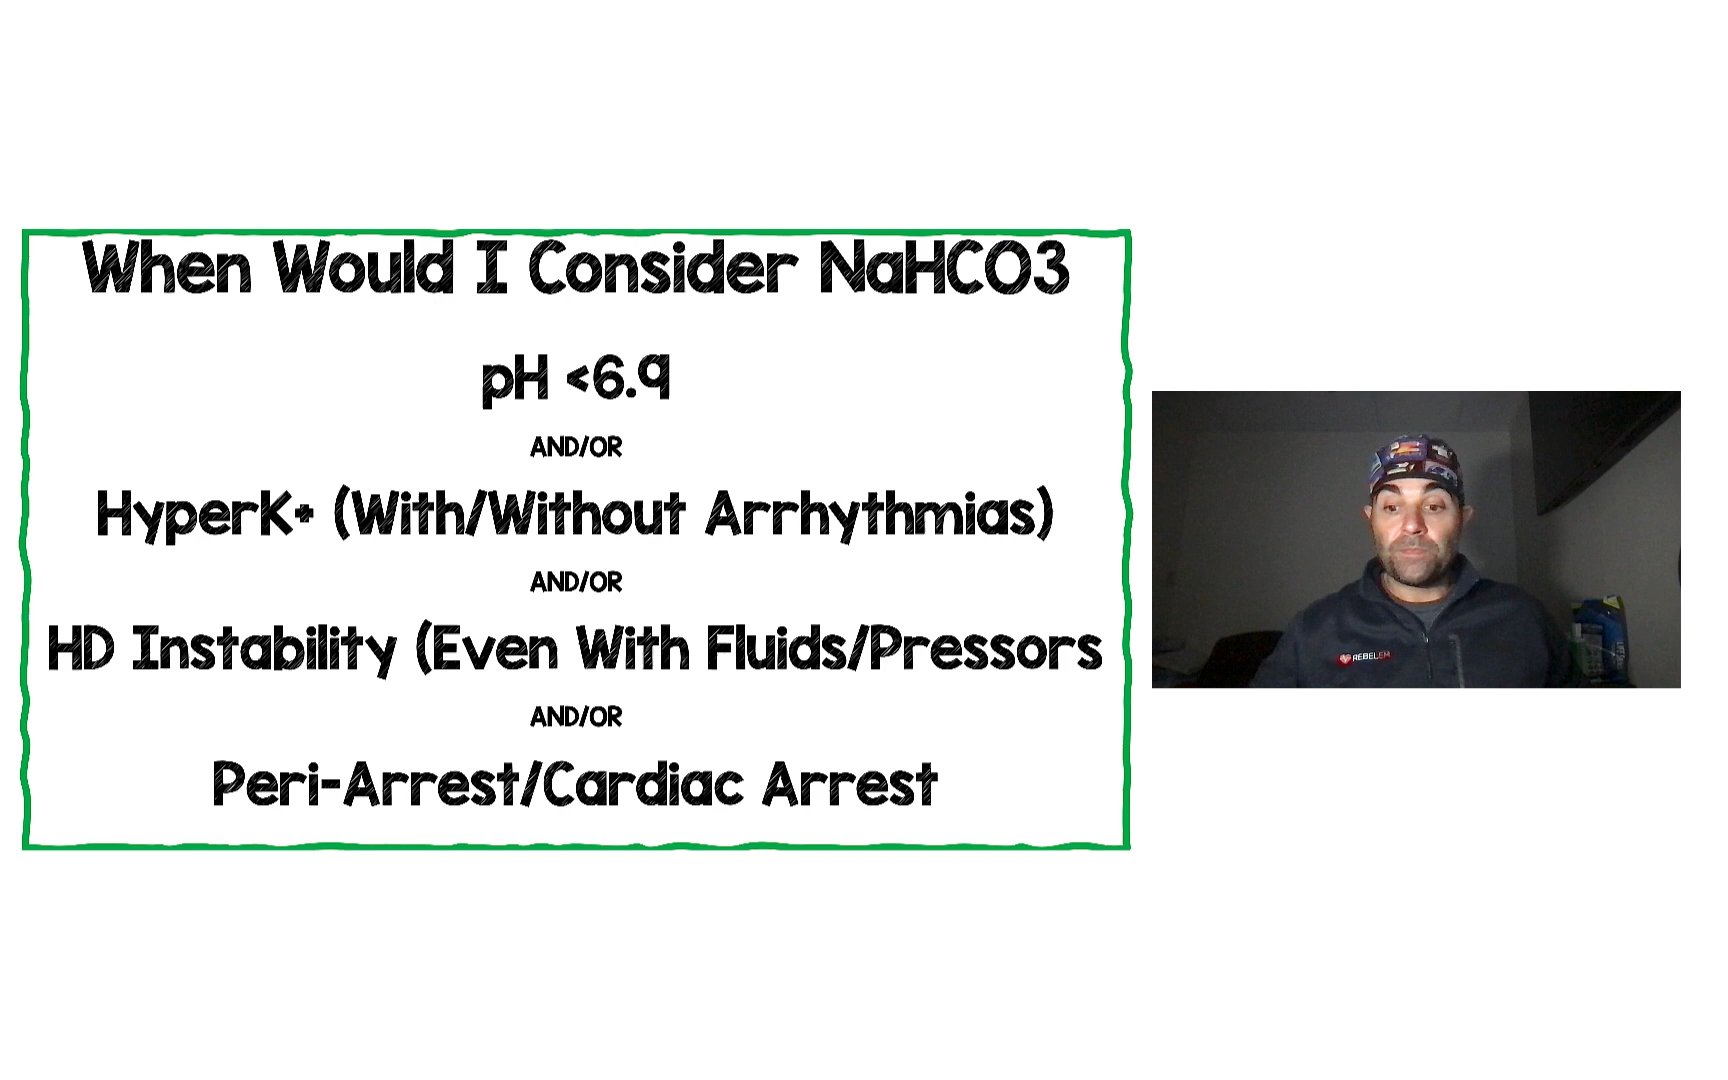 When Would I Consider NaHCO3
pH <6.9
AND/OR
HyperK+ (With/Without Arrhythmias)
AND/OR
HD Instability (Even With Fluids/Pressors
AND/OR
Peri-Arrest/Cardiac Arrest
REBELEM